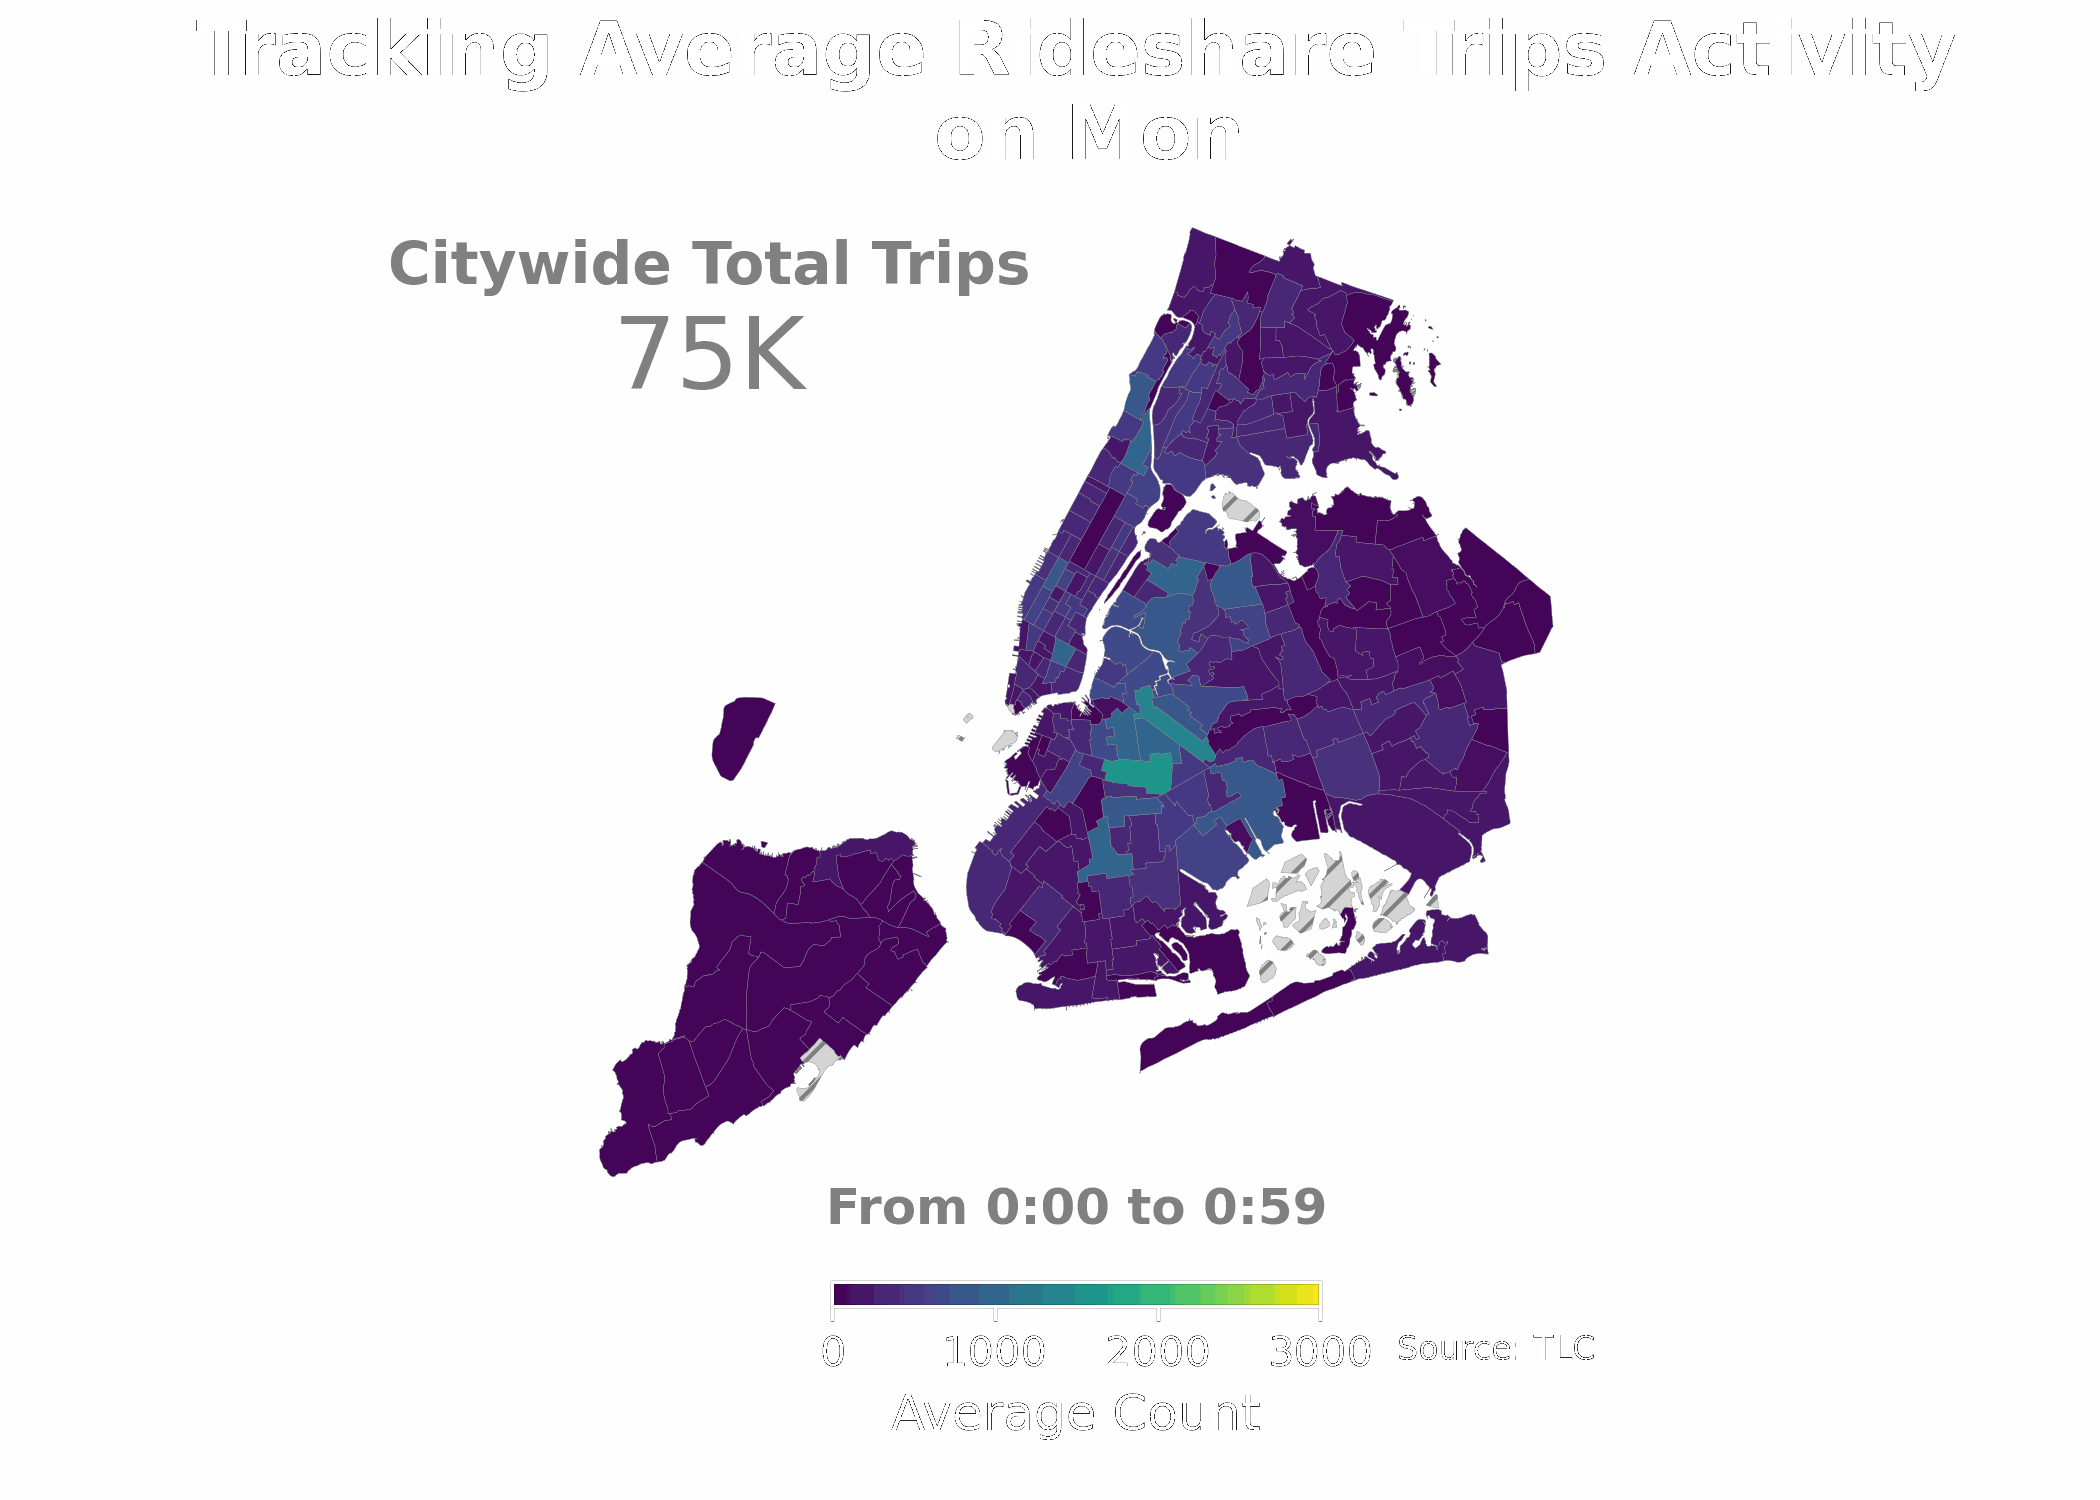 Tracking Average Rideshare Trips Activity
on Mon
Citywide Total Trips
75K
From 0:00 to 0:59
0 1000 2000 3000 Source: TLC
Average Count